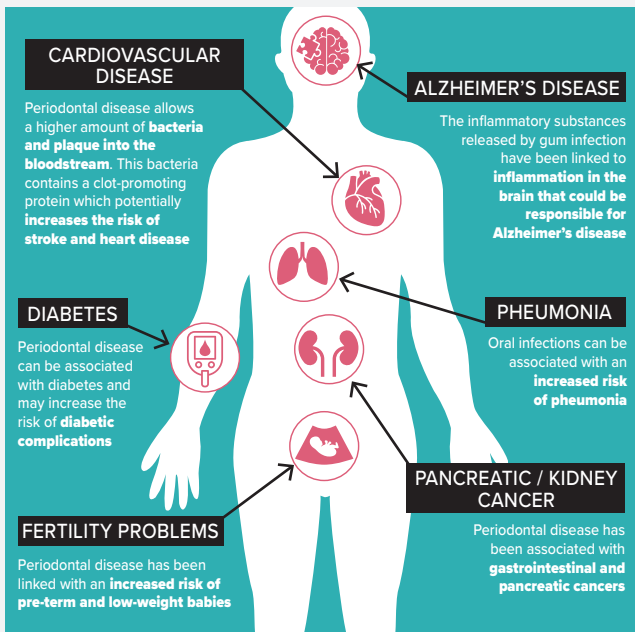 CARDIOVASCULAR
DISEASE
Periodontal disease allows
a higher amount of bacteria
and plaque into the
bloodstream. This bacteria
contains a clot-promoting
protein which potentially
increases the risk of
stroke and heart disease
ALZHEIMER’S DISEASE
The inflammatory substances
released by gum infection
have been linked to
inflammation in the
brain that could be
responsible for
Alzheimer’s disease
DIABETES
Periodontal disease
can be associated
with diabetes and
may increase the
risk of diabetic
complications
PHEUMONIA
Oral infections can be
associated with an
increased risk
of pneumonia
FERTILITY PROBLEMS
Periodontal disease has been
linked with an increased risk of
pre-term and low-weight babies
PANCREATIC / KIDNEY
CANCER
Periodontal disease has
been associated with
gastrointestinal and
pancreatic cancers